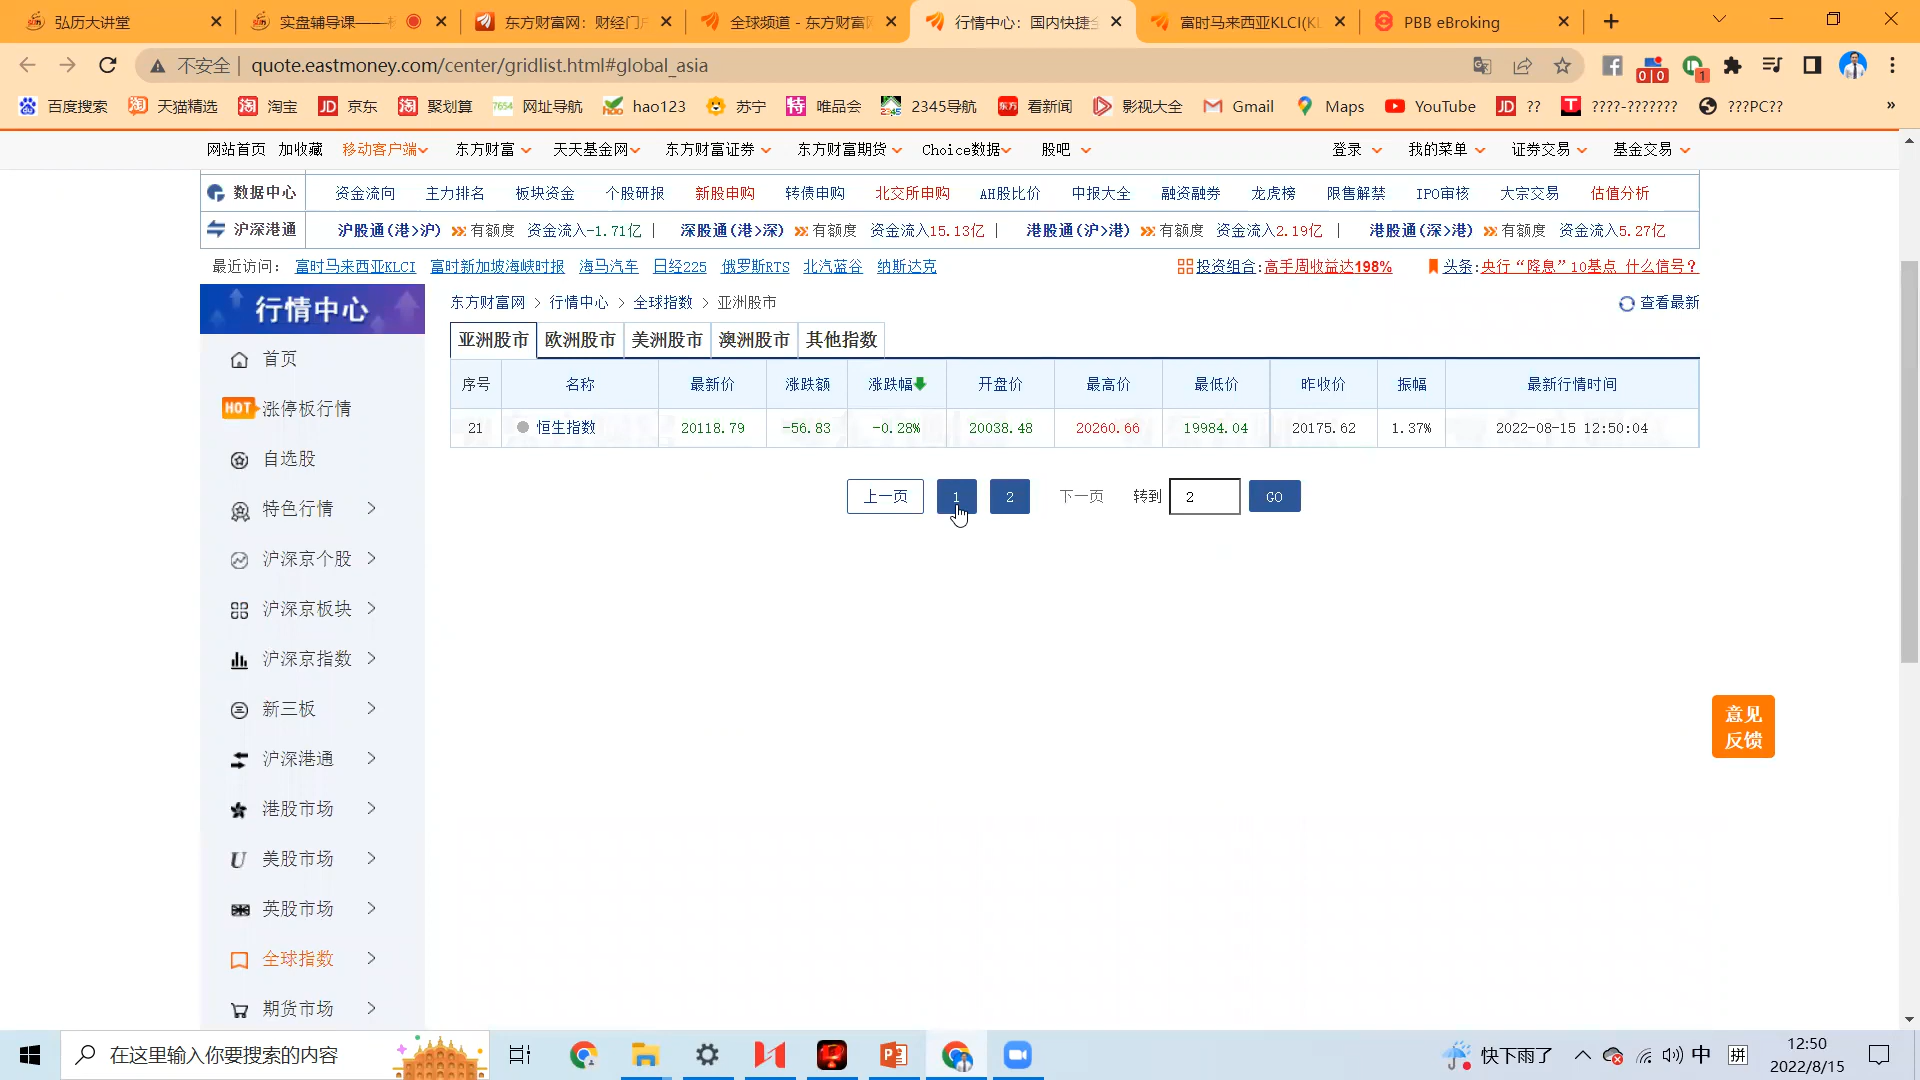 弘历大讲堂
实盘辅导课——
东方财富网：财经门户
全球频道 - 东方财富网
行情中心：国内快捷全
富时马来西亚KLCI(KL
PBB eBroking
不安全 | quote.eastmoney.com/center/gridlist.html#global_asia
0 0
1
百度搜索 天猫精选 淘宝 京东 聚划算 网址导航 hao123 苏宁 唯品会 2345导航 看新闻 影视大全 Gmail Maps YouTube ?? ????-??????? ???PC??
网站首页 加收藏 移动客户端 东方财富 天天基金网 东方财富证券 东方财富期货 Choice数据 股吧 登录 我的菜单 证券交易 基金交易
数据中心 资金流向 主力排名 板块资金 个股研报 新股申购 转债申购 北交所申购 AH股比价 中报大全 融资融券 龙虎榜 限售解禁 IPO审核 大宗交易 估值分析
沪深港通 沪股通(港>沪) 有额度 资金流入-1.71亿 | 深股通(港>深) 有额度 资金流入15.13亿 | 港股通(沪>港) 有额度 资金流入2.19亿 | 港股通(深>港) 有额度 资金流入5.27亿
最近访问： 富时马来西亚KLCI 富时新加坡海峡时报 海马汽车 日经225 俄罗斯RTS 北汽蓝谷 纳斯达克 投资组合:高手周收益达198% 头条:央行“降息”10基点 什么信号？
行情中心
东方财富网 > 行情中心 > 全球指数 > 亚洲股市 查看最新
亚洲股市 欧洲股市 美洲股市 澳洲股市 其他指数
序号 名称 最新价 涨跌额 涨跌幅 开盘价 最高价 最低价 昨收价 振幅 最新行情时间
21 恒生指数 20118.79 -56.83 -0.28% 20038.48 20260.66 19984.04 20175.62 1.37% 2022-08-15 12:50:04
上一页 1 2 下一页 转到 2 GO
首页
HOT 涨停板行情
自选股
特色行情
沪深京个股
沪深京板块
沪深京指数
新三板
沪深港通
港股市场
美股市场
英股市场
全球指数
期货市场
意见
反馈
在这里输入你要搜索的内容
快下雨了
中
拼
12:50
2022/8/15